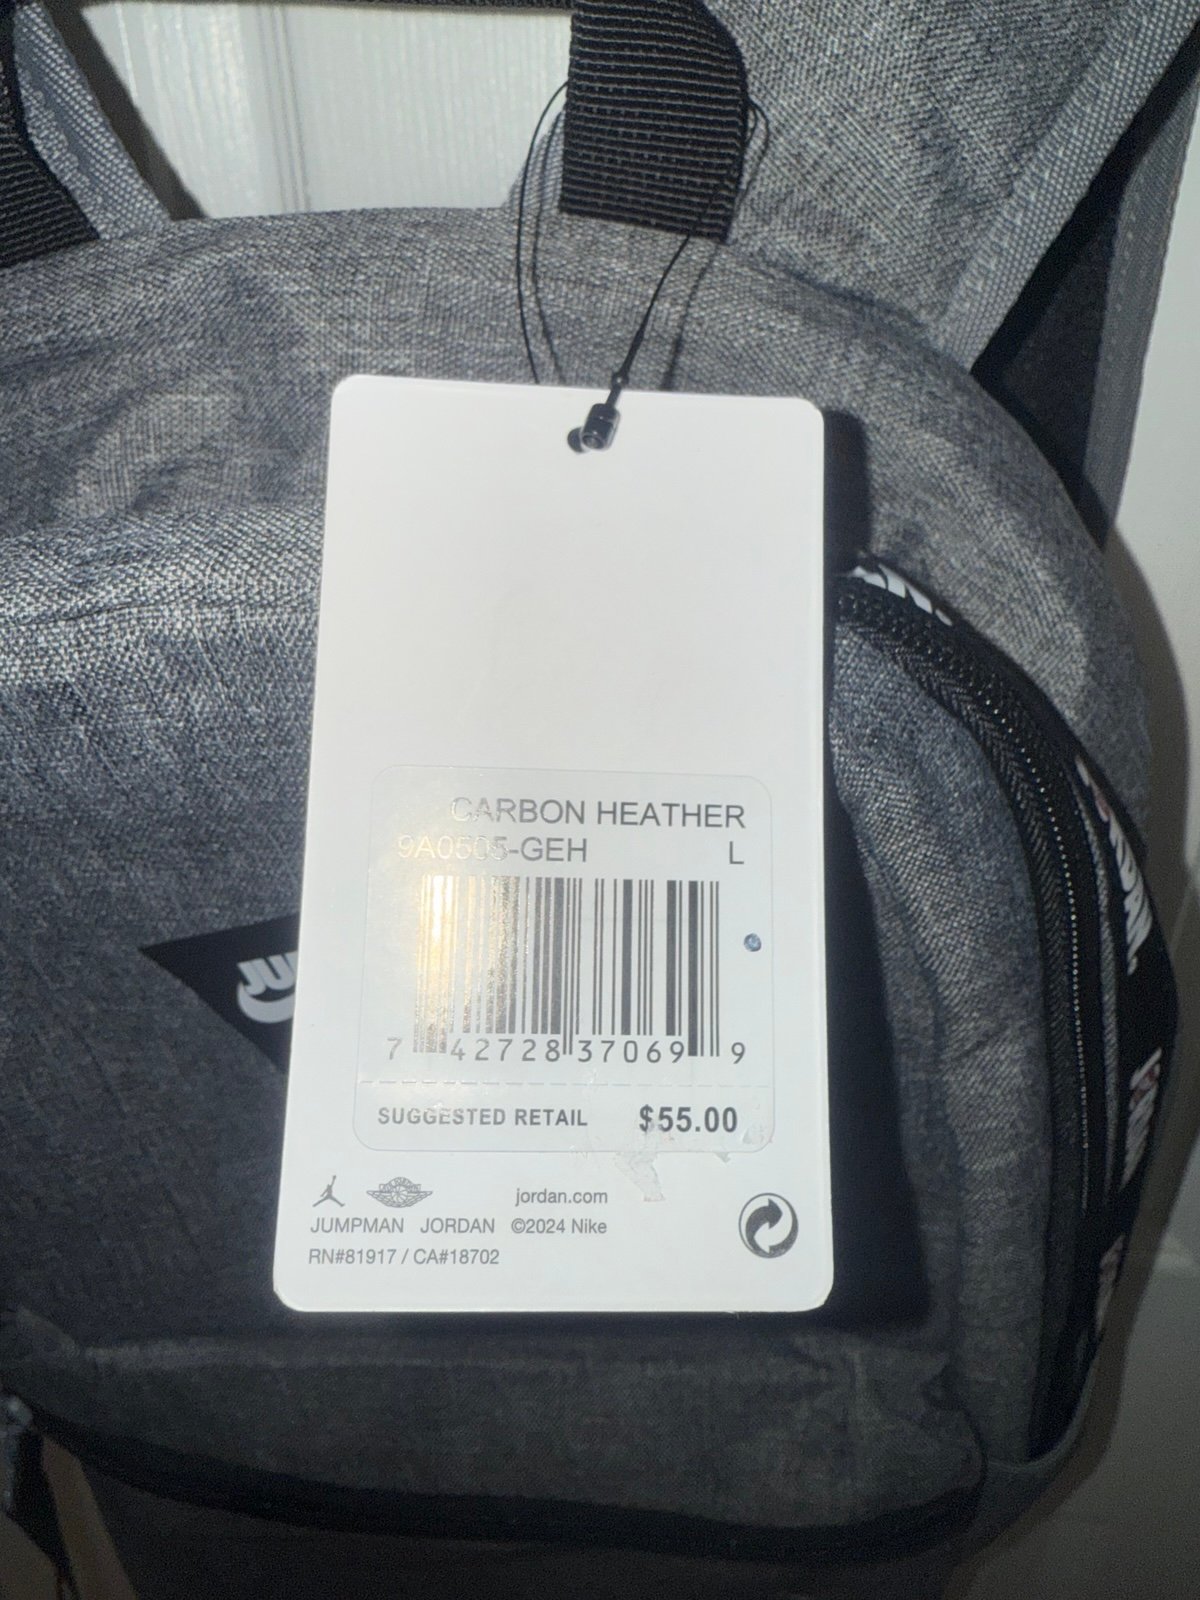 CARBON HEATHER
9A0505-GEH L
7 42728 37069 9
SUGGESTED RETAIL $55.00
jordan.com
JUMPMAN JORDAN ©2024 Nike
RN#81917 / CA#18702
JU